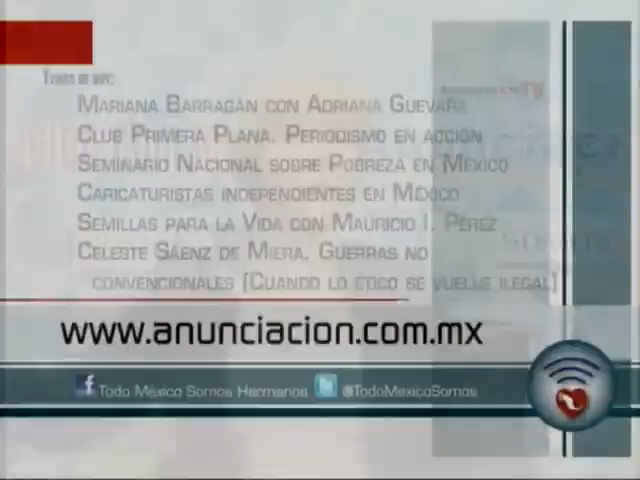 Temas de hoy:
Mariana Barragán con Adriana Guevara
Club Primera Plana. Periodismo en acción
Seminario Nacional sobre Pobreza en México
Caricaturistas independientes en México
Semillas para la Vida con Mauricio I. Pérez
Celeste Sáenz de Miera. Guerras no
convencionales [Cuando lo ético se vuelve ilegal]
www.anunciacion.com.mx
Todo México Somos Hermanos @TodoMexicoSomos